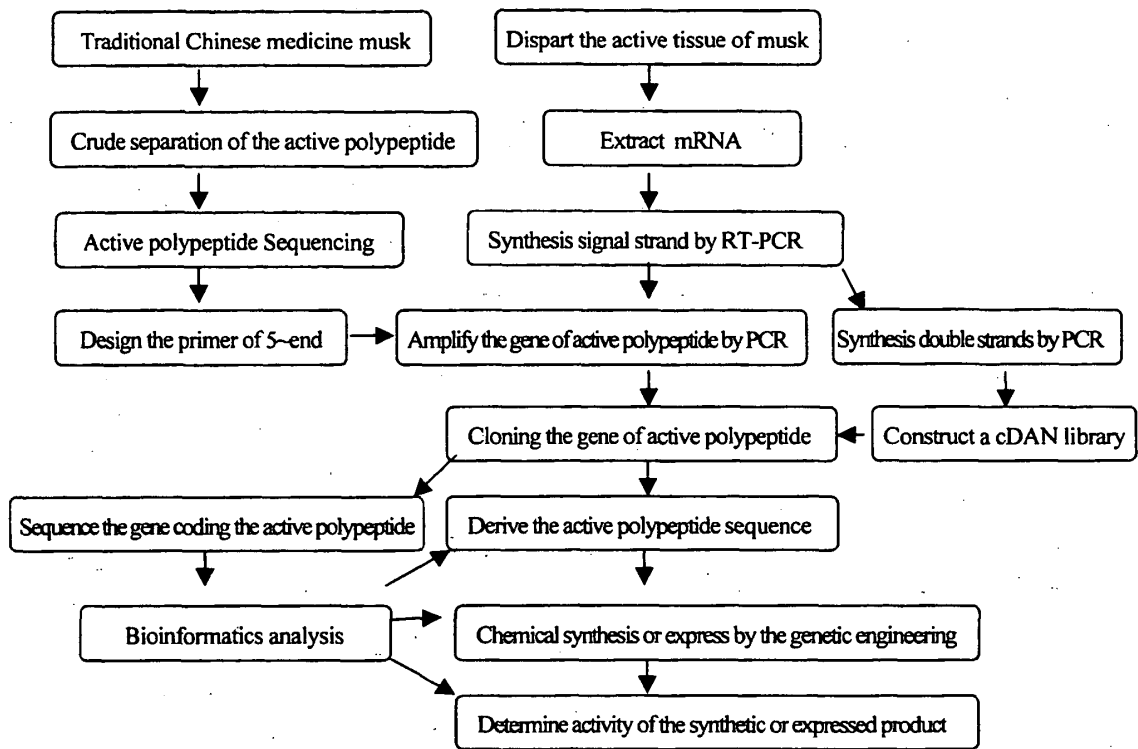 Traditional Chinese medicine musk
Dispart the active tissue of musk
Crude separation of the active polypeptide
Extract mRNA
Active polypeptide Sequencing
Synthesis signal strand by RT-PCR
Design the primer of 5~end
Amplify the gene of active polypeptide by PCR
Synthesis double strands by PCR
Cloning the gene of active polypeptide
Construct a cDAN library
Sequence the gene coding the active polypeptide
Derive the active polypeptide sequence
Bioinformatics analysis
Chemical synthesis or express by the genetic engineering
Determine activity of the synthetic or expressed product